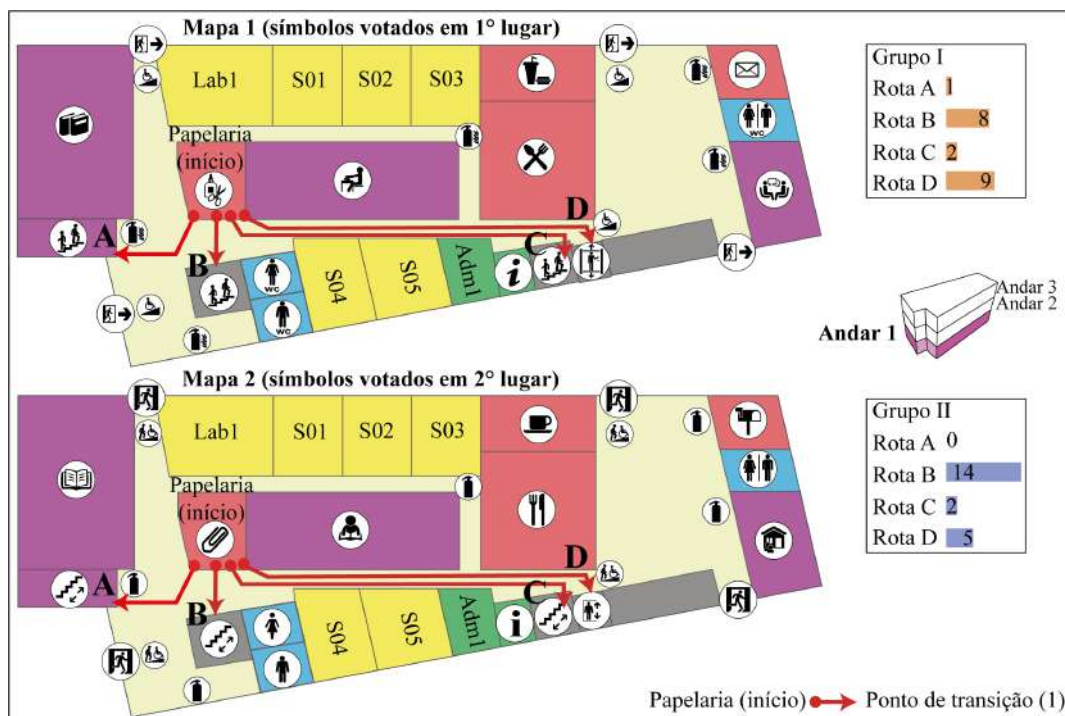 Mapa 1 (símbolos votados em 1° lugar)
Lab1
S01
S02
S03
Papelaria
(início)
A
B
C
D
WC
WC
WC
S04
S05
Adm1
i
Grupo I
Rota A 1
Rota B 8
Rota C 2
Rota D 9
Andar 3
Andar 2
Andar 1
Mapa 2 (símbolos votados em 2° lugar)
Lab1
S01
S02
S03
Papelaria
(início)
A
B
C
D
S04
S05
Adm1
i
Grupo II
Rota A 0
Rota B 14
Rota C 2
Rota D 5
Papelaria (início) Ponto de transição (1)